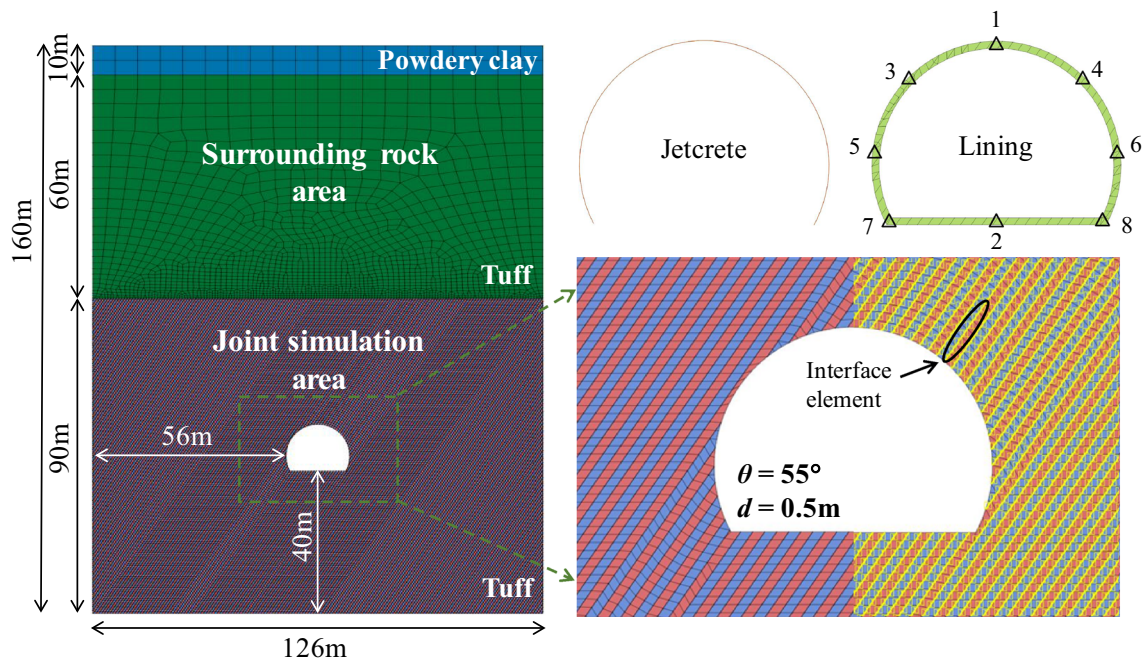 10m
Powdery clay
60m
160m
Surrounding rock
area
Tuff
90m
Joint simulation
area
56m
40m
Tuff
126m
Jetcrete
1
3
4
5
6
Lining
7
2
8
Interface
element
θ = 55°
d = 0.5m